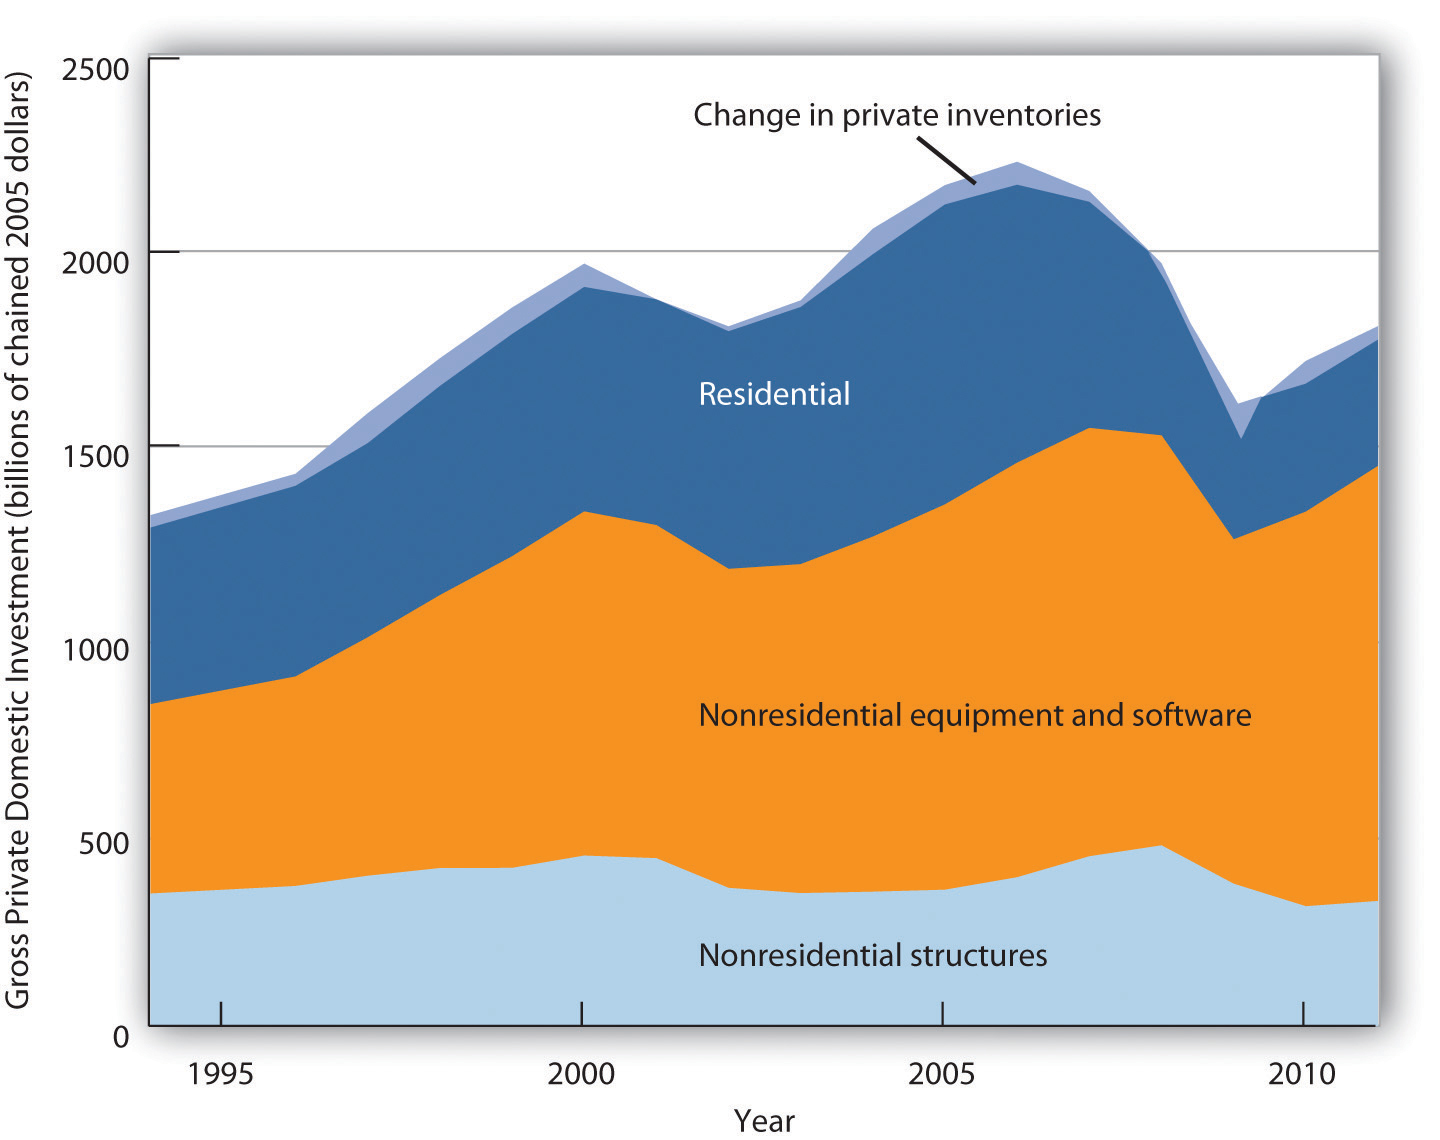 Gross Private Domestic Investment (billions of chained 2005 dollars)
2500
2000
1500
1000
500
0
Change in private inventories
Residential
Nonresidential equipment and software
Nonresidential structures
1995 2000 2005 2010
Year